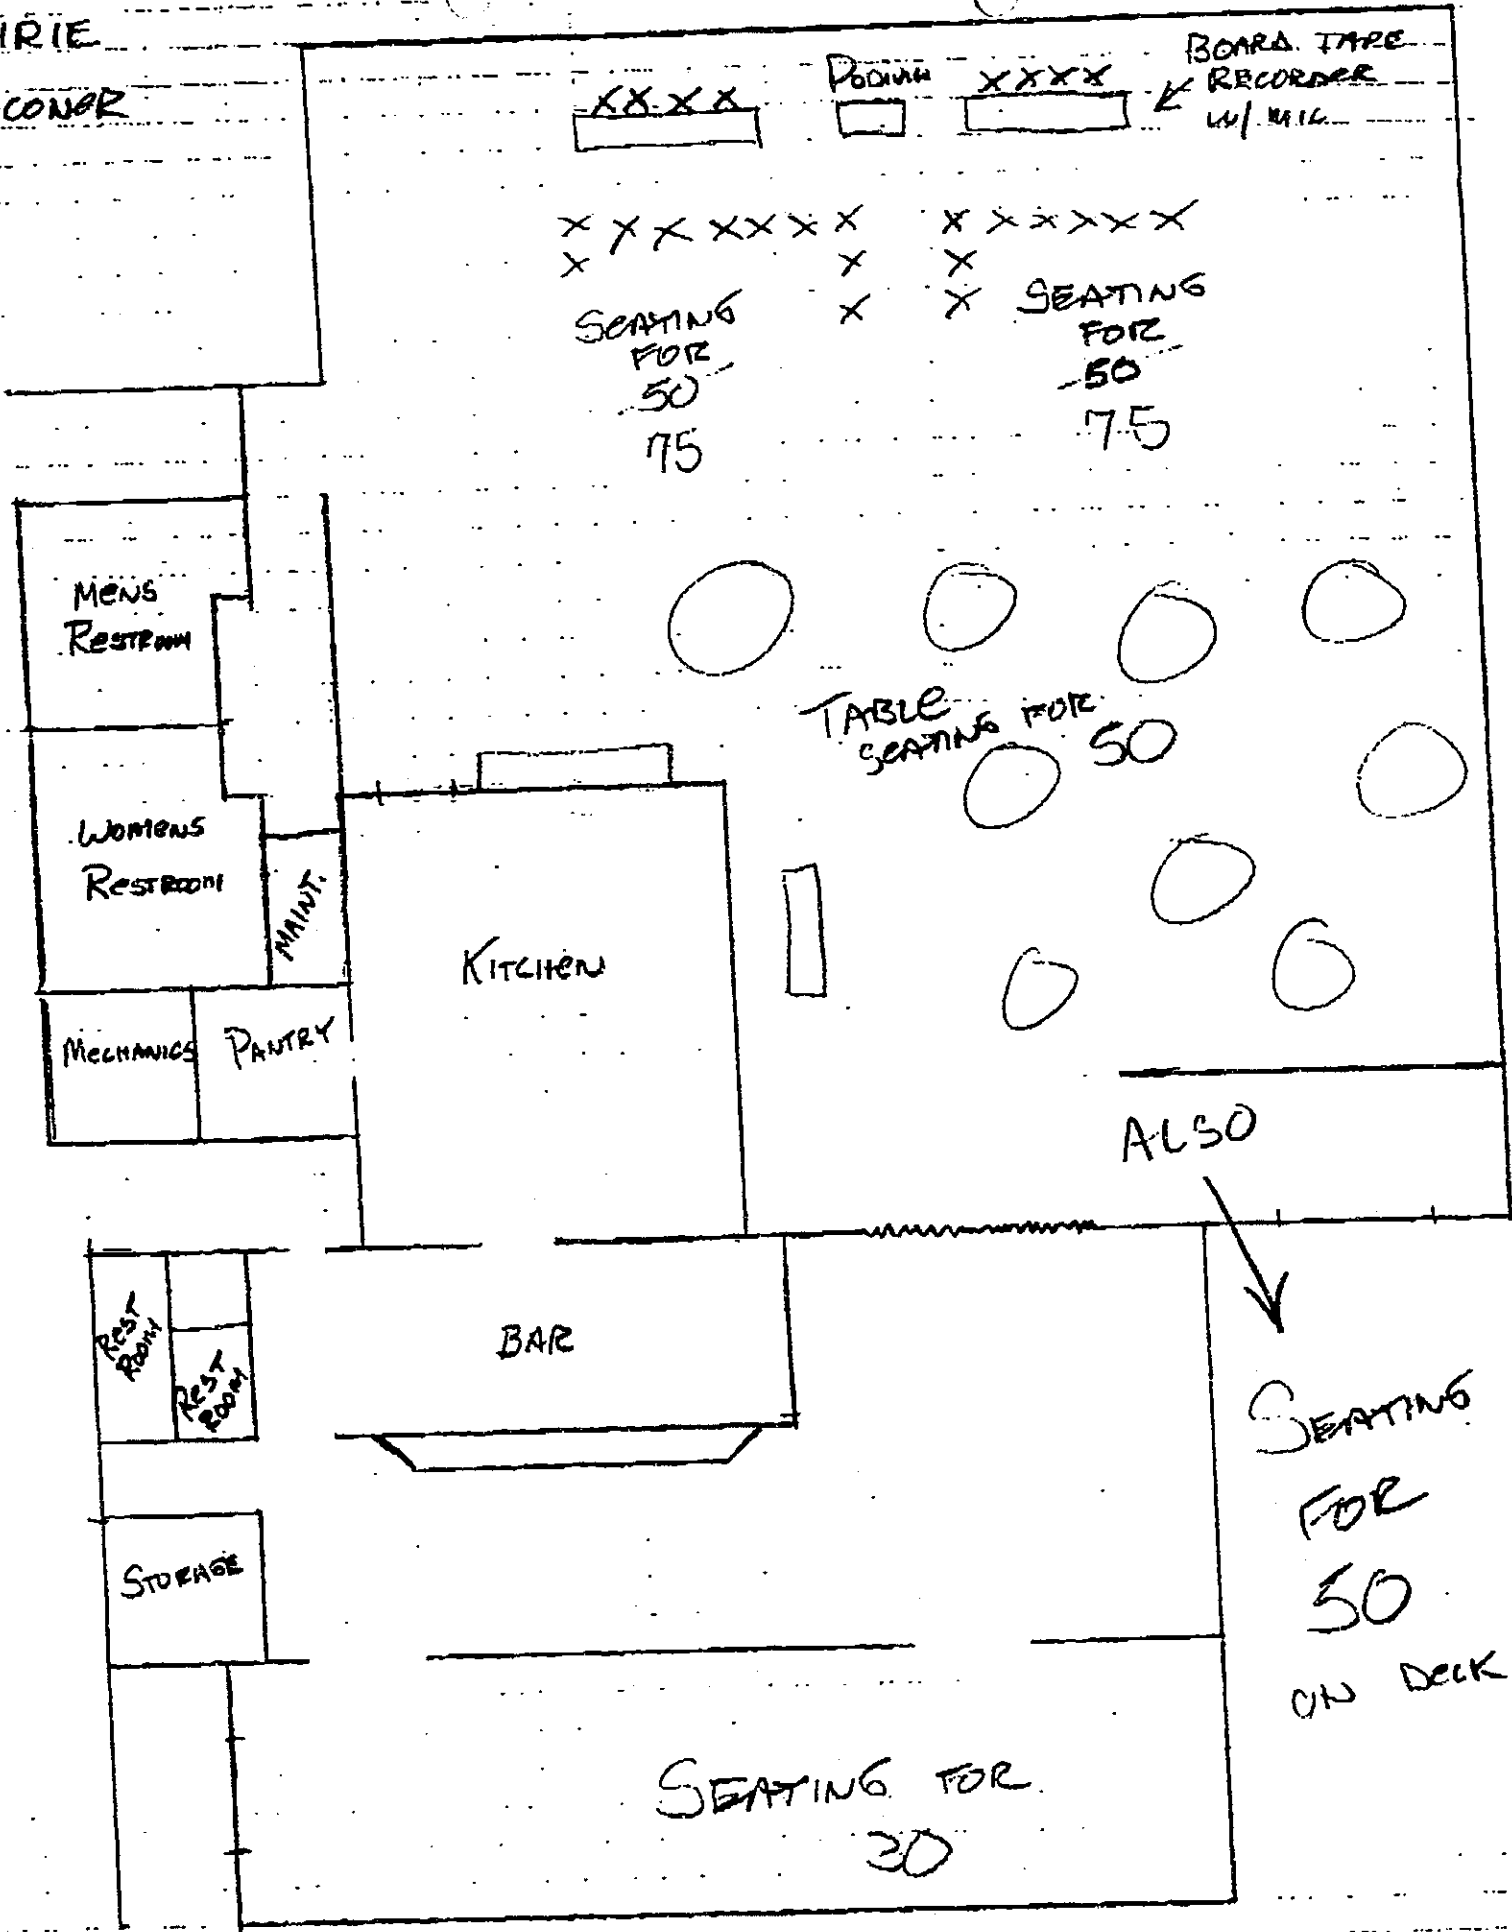 IRIE
CONER
PODIUM
BOARD TAPE
RECORDER
W/ MIC
XXXX
XXXX
X X X X X X X
X X X X X X
X X X
X X
SEATING
FOR
50
75
SEATING
FOR
50
75
MENS
RESTROOM
TABLE
SEATING FOR
50
WOMENS
RESTROOM
MAINT.
KITCHEN
MECHANICS
PANTRY
ALSO
REST
ROOM
REST
ROOM
BAR
SEATING
FOR
50
ON DECK
STORAGE
SEATING FOR
30